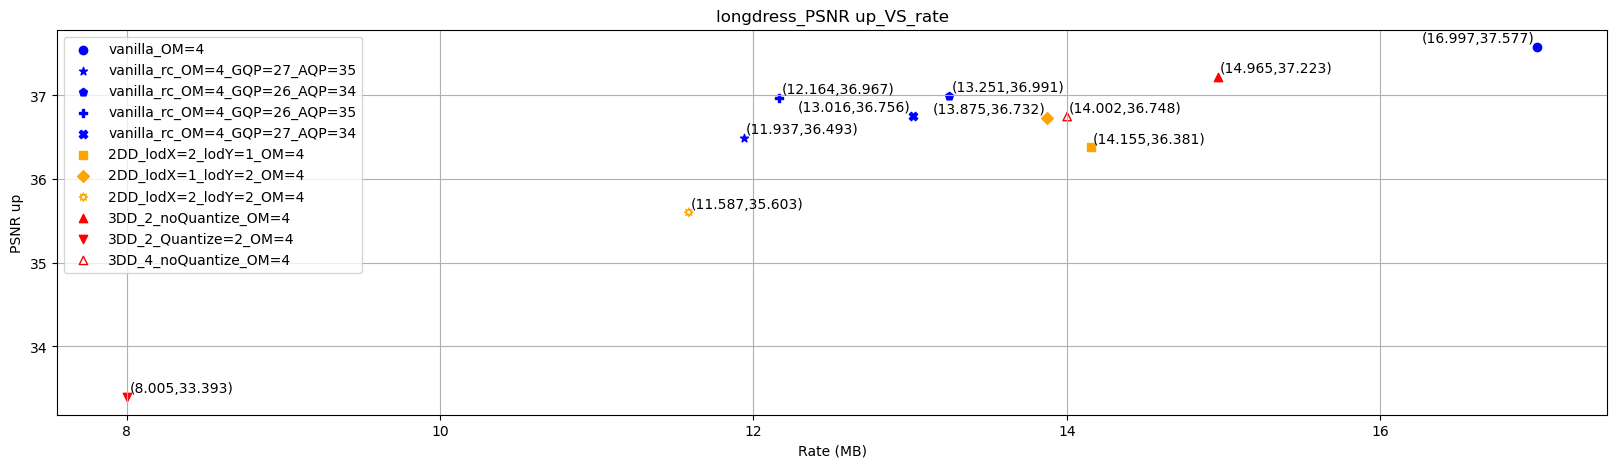 longdress_PSNR up_VS_rate
vanilla_OM=4
vanilla_rc_OM=4_GQP=27_AQP=35
vanilla_rc_OM=4_GQP=26_AQP=34
vanilla_rc_OM=4_GQP=26_AQP=35
vanilla_rc_OM=4_GQP=27_AQP=34
2DD_lodX=2_lodY=1_OM=4
2DD_lodX=1_lodY=2_OM=4
2DD_lodX=2_lodY=2_OM=4
3DD_2_noQuantize_OM=4
3DD_2_Quantize=2_OM=4
3DD_4_noQuantize_OM=4
(16.997,37.577)
(14.965,37.223)
(12.164,36.967)
(13.251,36.991)
(13.016,36.756)
(13.875,36.732)
(14.002,36.748)
(11.937,36.493)
(14.155,36.381)
(11.587,35.603)
(8.005,33.393)
PSNR up
37
36
35
34
8
10
12
14
16
Rate (MB)